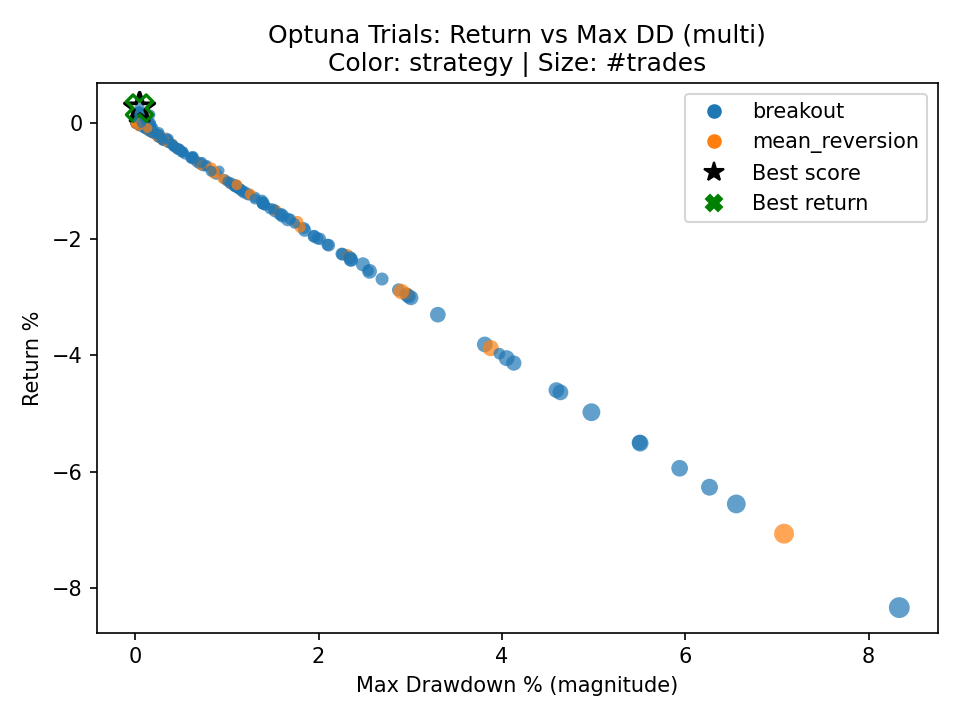 Optuna Trials: Return vs Max DD (multi)
Color: strategy | Size: #trades
breakout
mean_reversion
Best score
Best return
Return %
0
−2
−4
−6
−8
0 2 4 6 8
Max Drawdown % (magnitude)